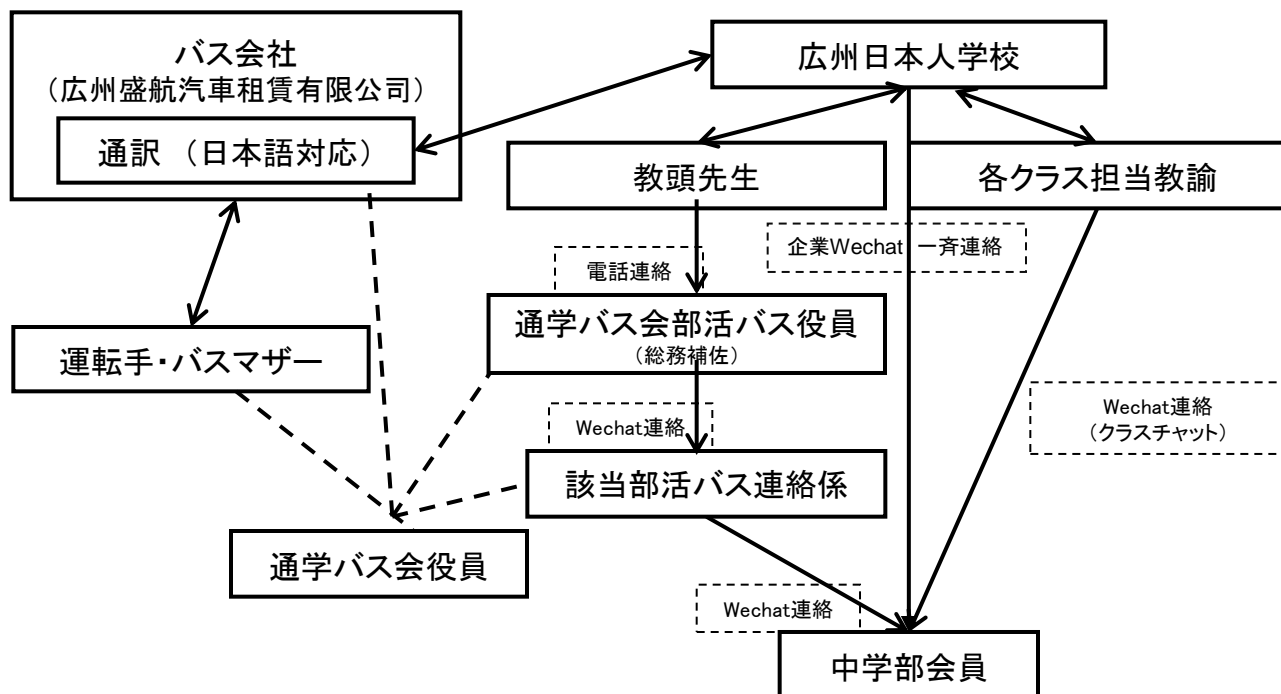 バス会社
（広州盛航汽車租賃有限公司）
通訳 （日本語対応）
広州日本人学校
教頭先生
各クラス担当教諭
企業Wechat 一斉連絡
電話連絡
通学バス会部活バス役員
（総務補佐）
運転手・バスマザー
Wechat連絡
（クラスチャット）
Wechat連絡
該当部活バス連絡係
通学バス会役員
Wechat連絡
中学部会員